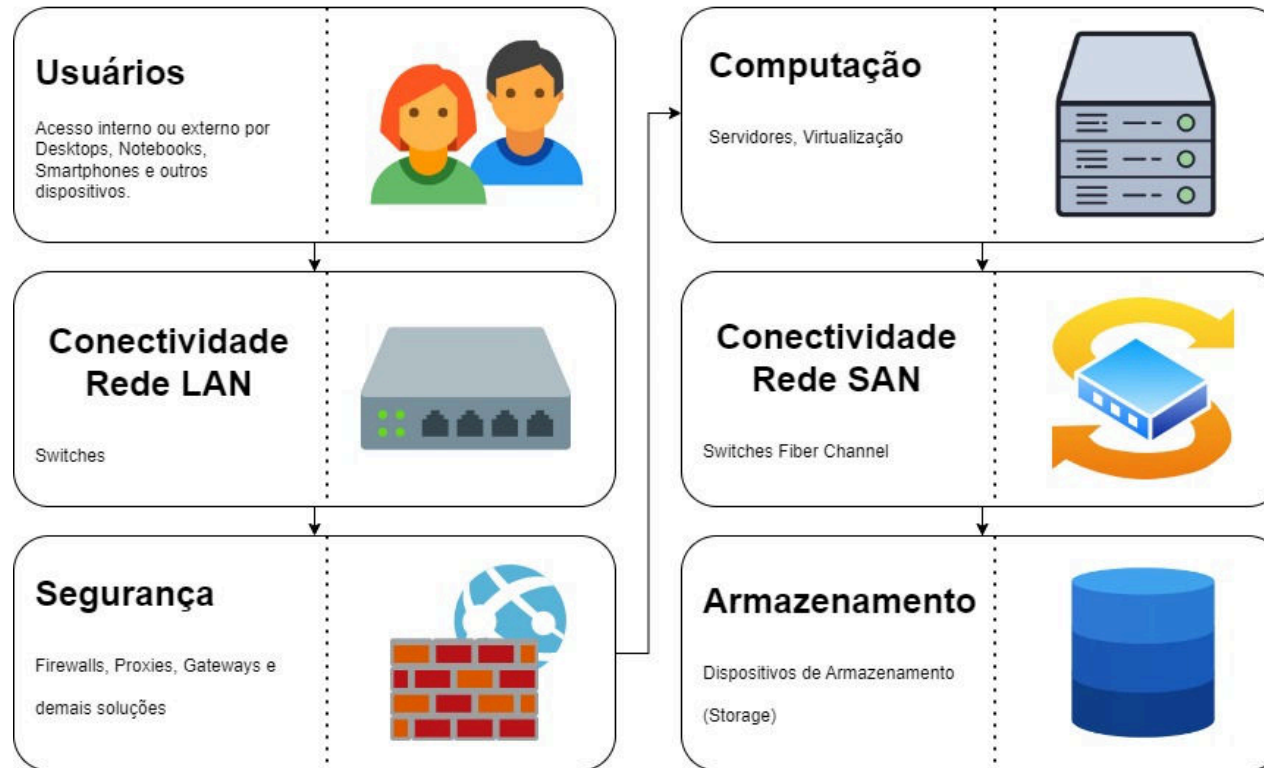 Usuários
Acesso interno ou externo por
Desktops, Notebooks,
Smartphones e outros
dispositivos.
Conectividade
Rede LAN
Switches
Segurança
Firewalls, Proxies, Gateways e
demais soluções
Computação
Servidores, Virtualização
Conectividade
Rede SAN
Switches Fiber Channel
Armazenamento
Dispositivos de Armazenamento
(Storage)